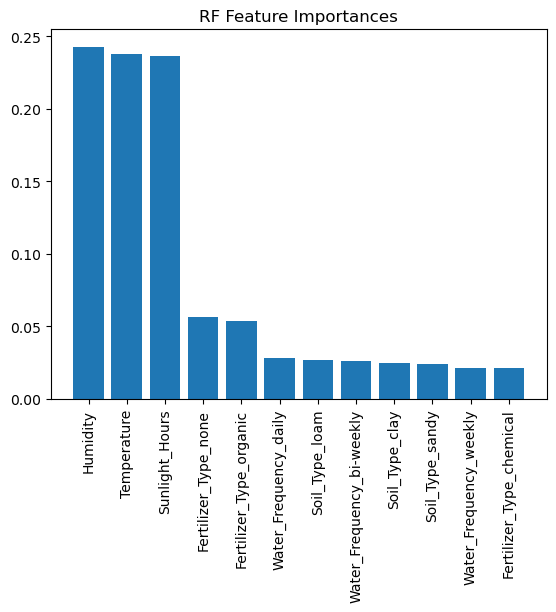 RF Feature Importances
0.25
0.20
0.15
0.10
0.05
0.00
Humidity
Temperature
Sunlight_Hours
Fertilizer_Type_none
Fertilizer_Type_organic
Water_Frequency_daily
Soil_Type_loam
Water_Frequency_bi-weekly
Soil_Type_clay
Soil_Type_sandy
Water_Frequency_weekly
Fertilizer_Type_chemical